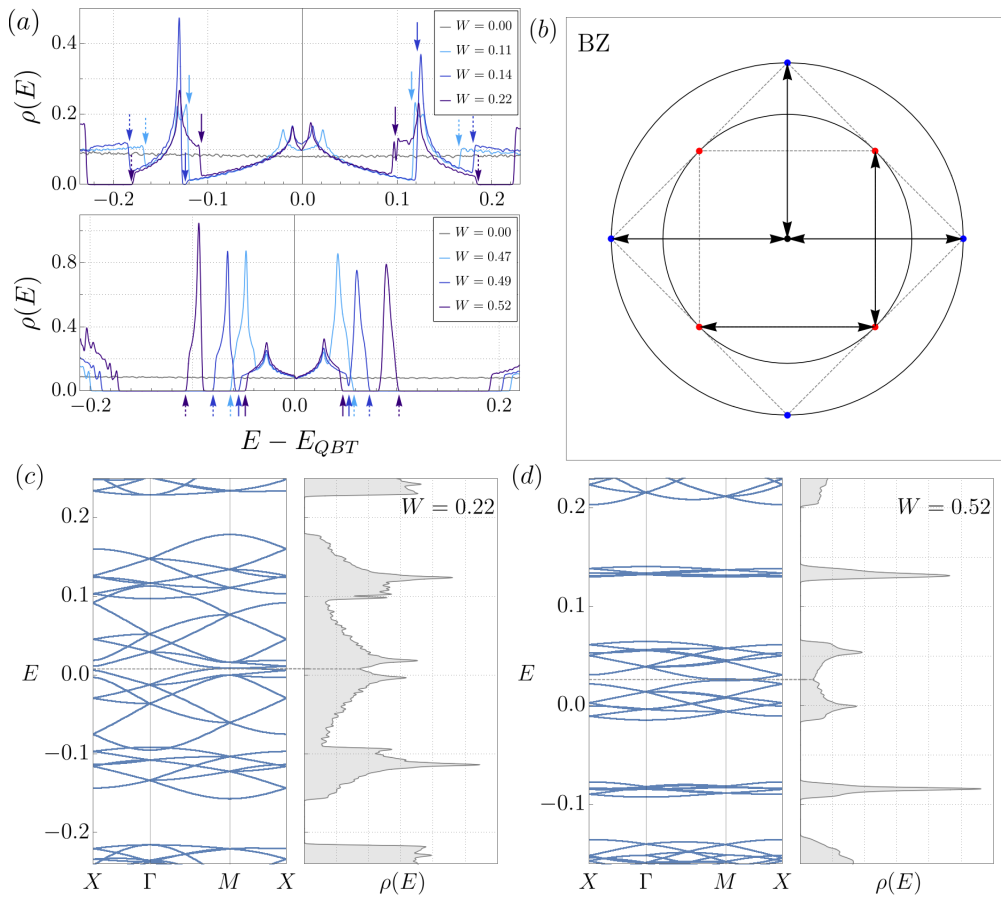 (a)
ρ(E)
0.4
0.2
0.0
W = 0.00
W = 0.11
W = 0.14
W = 0.22
−0.2
−0.1
0.0
0.1
0.2
ρ(E)
0.8
0.4
0.
W = 0.00
W = 0.47
W = 0.49
W = 0.52
−0.2
0.0
0.2
E − E_{QBT}
(b)
BZ
(c)
E
0.2
0.1
0.0
−0.1
−0.2
X Γ M X
W = 0.22
ρ(E)
(d)
E
0.2
0.1
0.0
−0.1
X Γ M X
W = 0.52
ρ(E)